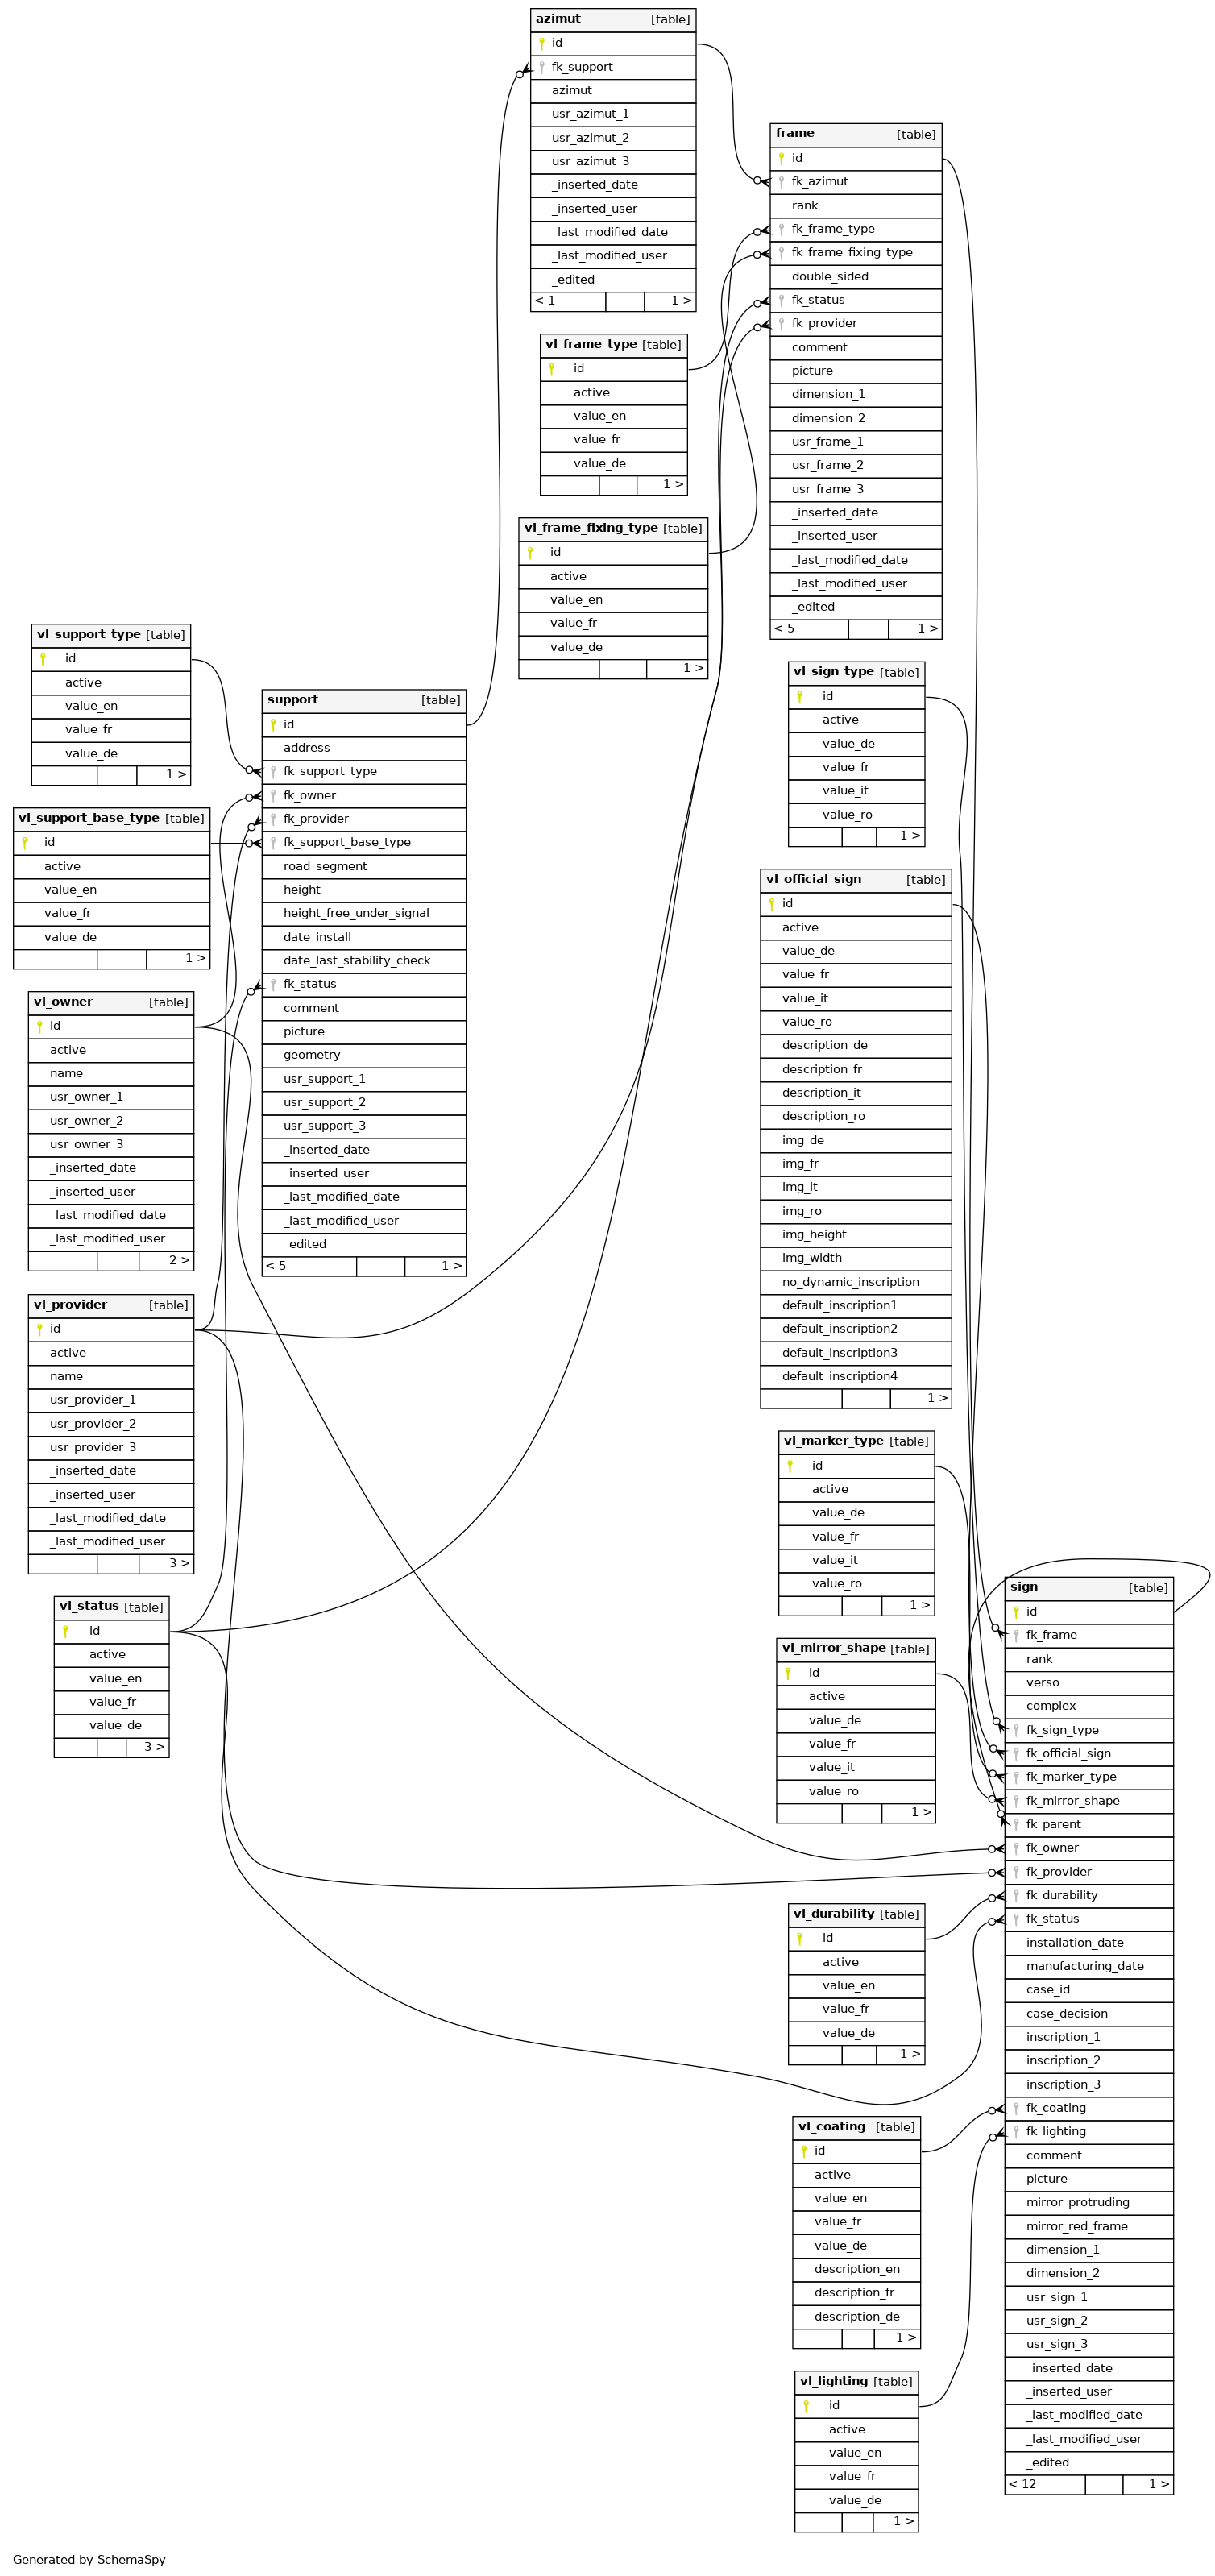 azimut [table]
id
fk_support
azimut
usr_azimut_1
usr_azimut_2
usr_azimut_3
_inserted_date
_inserted_user
_last_modified_date
_last_modified_user
_edited
< 1 1 >
frame [table]
id
fk_azimut
rank
fk_frame_type
fk_frame_fixing_type
double_sided
fk_status
fk_provider
comment
picture
dimension_1
dimension_2
usr_frame_1
usr_frame_2
usr_frame_3
_inserted_date
_inserted_user
_last_modified_date
_last_modified_user
_edited
< 5 1 >
vl_frame_type [table]
id
active
value_en
value_fr
value_de
1 >
vl_frame_fixing_type [table]
id
active
value_en
value_fr
value_de
1 >
vl_support_type [table]
id
active
value_en
value_fr
value_de
1 >
support [table]
id
address
fk_support_type
fk_owner
fk_provider
fk_support_base_type
road_segment
height
height_free_under_signal
date_install
date_last_stability_check
fk_status
comment
picture
geometry
usr_support_1
usr_support_2
usr_support_3
_inserted_date
_inserted_user
_last_modified_date
_last_modified_user
_edited
< 5 1 >
vl_support_base_type [table]
id
active
value_en
value_fr
value_de
1 >
vl_owner [table]
id
active
name
usr_owner_1
usr_owner_2
usr_owner_3
_inserted_date
_inserted_user
_last_modified_date
_last_modified_user
2 >
vl_provider [table]
id
active
name
usr_provider_1
usr_provider_2
usr_provider_3
_inserted_date
_inserted_user
_last_modified_date
_last_modified_user
3 >
vl_status [table]
id
active
value_en
value_fr
value_de
3 >
vl_sign_type [table]
id
active
value_de
value_fr
value_it
value_ro
1 >
vl_official_sign [table]
id
active
value_de
value_fr
value_it
value_ro
description_de
description_fr
description_it
description_ro
img_de
img_fr
img_it
img_ro
img_height
img_width
no_dynamic_inscription
default_inscription1
default_inscription2
default_inscription3
default_inscription4
1 >
vl_marker_type [table]
id
active
value_de
value_fr
value_it
value_ro
1 >
vl_mirror_shape [table]
id
active
value_de
value_fr
value_it
value_ro
1 >
sign [table]
id
fk_frame
rank
verso
complex
fk_sign_type
fk_official_sign
fk_marker_type
fk_mirror_shape
fk_parent
fk_owner
fk_provider
fk_durability
fk_status
installation_date
manufacturing_date
case_id
case_decision
inscription_1
inscription_2
inscription_3
fk_coating
fk_lighting
comment
picture
mirror_protruding
mirror_red_frame
dimension_1
dimension_2
usr_sign_1
usr_sign_2
usr_sign_3
_inserted_date
_inserted_user
_last_modified_date
_last_modified_user
_edited
< 12 1 >
vl_durability [table]
id
active
value_en
value_fr
value_de
1 >
vl_coating [table]
id
active
value_en
value_fr
value_de
description_en
description_fr
description_de
1 >
vl_lighting [table]
id
active
value_en
value_fr
value_de
1 >
Generated by SchemaSpy